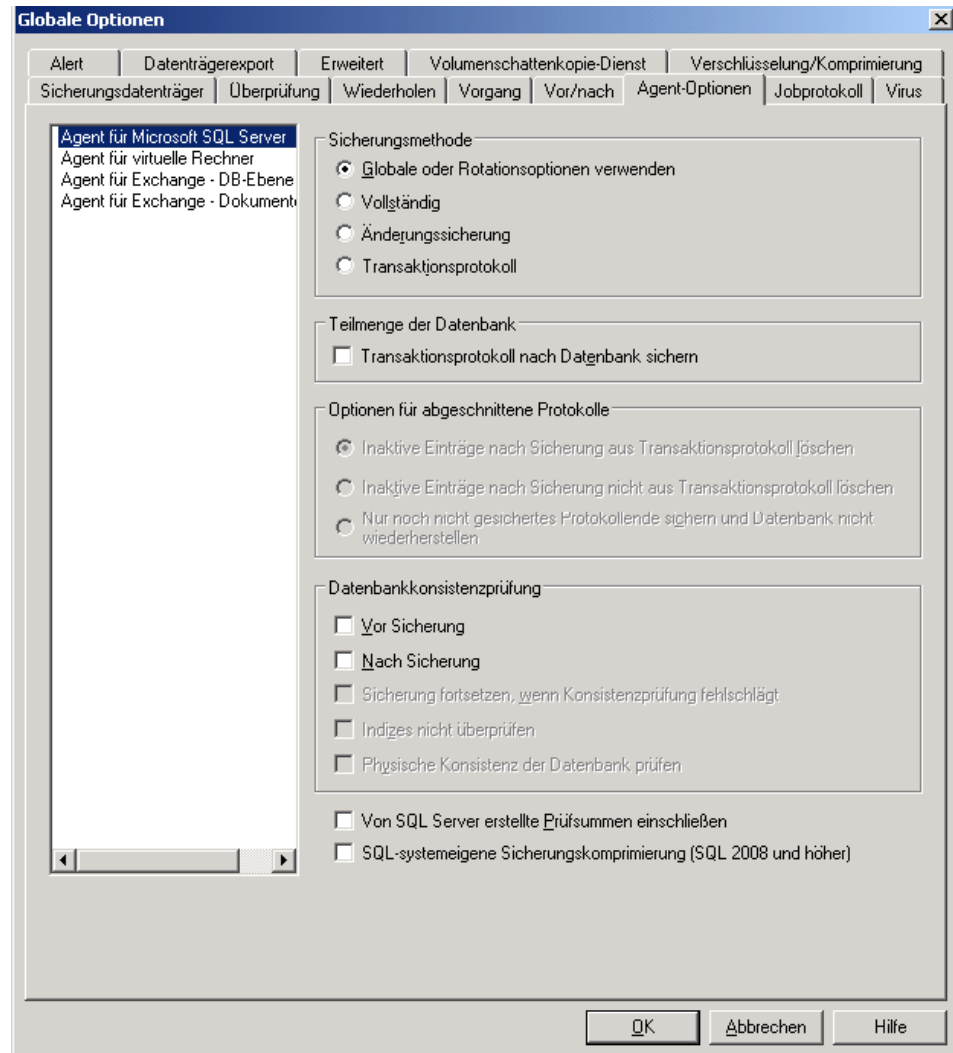 Globale Optionen
Alert
Datenträgerexport
Erweitert
Volumenschattenkopie-Dienst
Verschlüsselung/Komprimierung
Sicherungsdatenträger
Überprüfung
Wiederholen
Vorgang
Vor/nach
Agent-Optionen
Jobprotokoll
Virus
Agent für Microsoft SQL Server
Agent für virtuelle Rechner
Agent für Exchange - DB-Ebene
Agent für Exchange - Dokument
Sicherungsmethode
Globale oder Rotationsoptionen verwenden
Vollständig
Änderungssicherung
Transaktionsprotokoll
Teilmenge der Datenbank
Transaktionsprotokoll nach Datenbank sichern
Optionen für abgeschnittene Protokolle
Inaktive Einträge nach Sicherung aus Transaktionsprotokoll löschen
Inaktive Einträge nach Sicherung nicht aus Transaktionsprotokoll löschen
Nur noch nicht gesichertes Protokollende sichern und Datenbank nicht
wiederherstellen
Datenbankkonsistenzprüfung
Vor Sicherung
Nach Sicherung
Sicherung fortsetzen, wenn Konsistenzprüfung fehlschlägt
Indizes nicht überprüfen
Physische Konsistenz der Datenbank prüfen
Von SQL Server erstellte Prüfsummen einschließen
SQL-systemeigene Sicherungskomprimierung (SQL 2008 und höher)
OK
Abbrechen
Hilfe